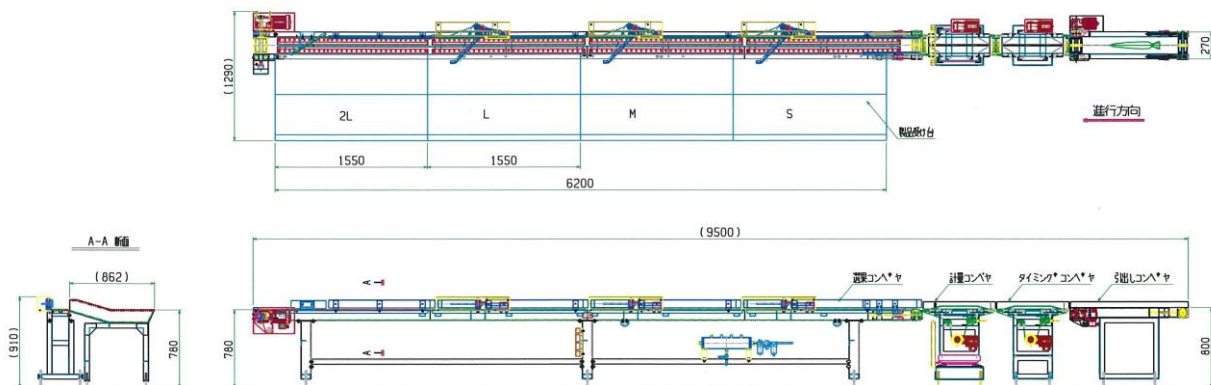 (1290)
270
2L
L
M
S
製品受け台
進行方向
1550
1550
6200
(9500)
A-A 断面
(862)
(910)
780
780
800
A
A
選果コンベヤ
計量コンベヤ
タイミングコンベヤ
引出しコンベヤ